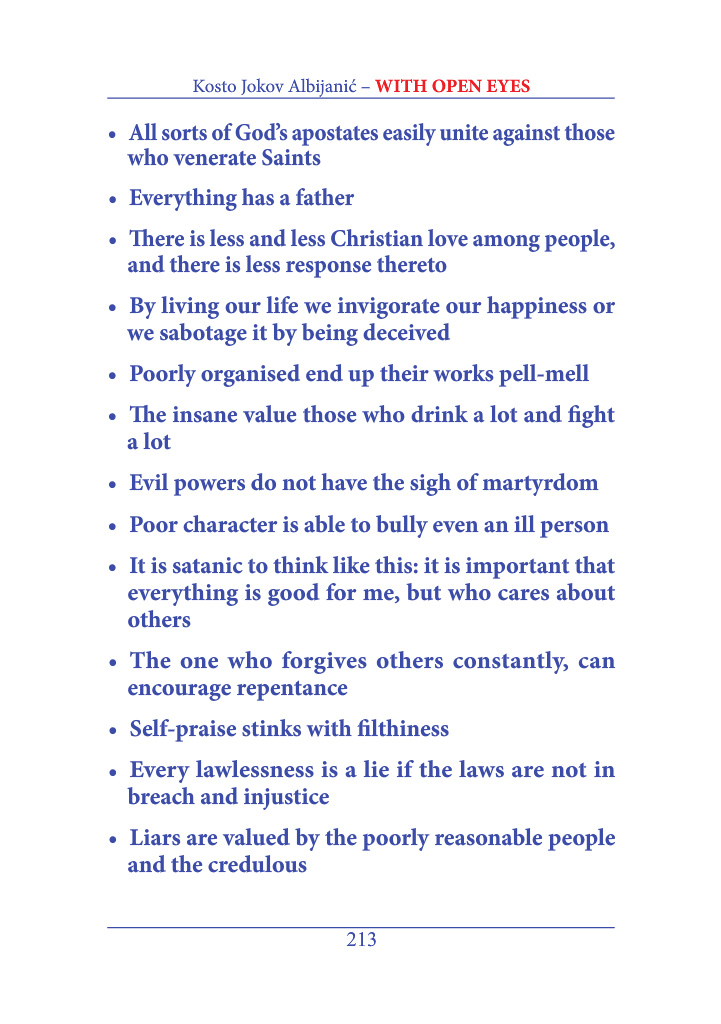 Kosto Jokov Albijanić – WITH OPEN EYES
• All sorts of God's apostates easily unite against those
who venerate Saints
• Everything has a father
• There is less and less Christian love among people,
and there is less response thereto
• By living our life we invigorate our happiness or
we sabotage it by being deceived
• Poorly organised end up their works pell-mell
• The insane value those who drink a lot and fight
a lot
• Evil powers do not have the sigh of martyrdom
• Poor character is able to bully even an ill person
• It is satanic to think like this: it is important that
everything is good for me, but who cares about
others
• The one who forgives others constantly, can
encourage repentance
• Self-praise stinks with filthiness
• Every lawlessness is a lie if the laws are not in
breach and injustice
• Liars are valued by the poorly reasonable people
and the credulous
213